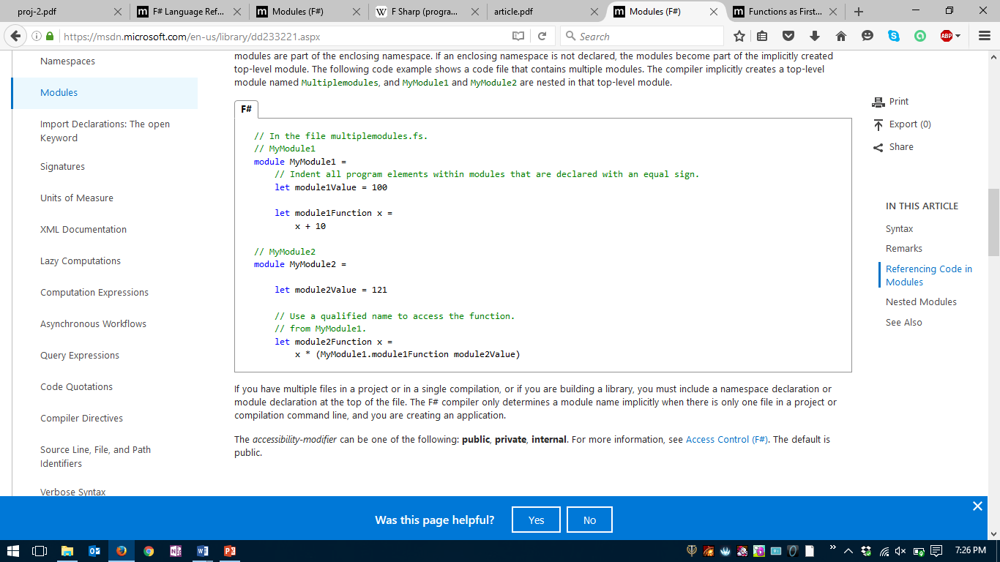 proj-2.pdf
F# Language Ref...
Modules (F#)
F Sharp (progra...
article.pdf
Modules (F#)
Functions as First...
https://msdn.microsoft.com/en-us/library/dd233221.aspx
Search
ABP
Namespaces
Modules
Import Declarations: The open
Keyword
Signatures
Units of Measure
XML Documentation
Lazy Computations
Computation Expressions
Asynchronous Workflows
Query Expressions
Code Quotations
Compiler Directives
Source Line, File, and Path
Identifiers
Verbose Syntax
modules are part of the enclosing namespace. If an enclosing namespace is not declared, the modules become part of the implicitly created
top-level module. The following code example shows a code file that contains multiple modules. The compiler implicitly creates a top-level
module named Multiplemodules, and MyModule1 and MyModule2 are nested in that top-level module.
F#
// In the file multiplemodules.fs.
// MyModule1
module MyModule1 =
// Indent all program elements within modules that are declared with an equal sign.
let module1Value = 100
let module1Function x =
x + 10
// MyModule2
module MyModule2 =
let module2Value = 121
// Use a qualified name to access the function.
// from MyModule1.
let module2Function x =
x * (MyModule1.module1Function module2Value)
If you have multiple files in a project or in a single compilation, or if you are building a library, you must include a namespace declaration or
module declaration at the top of the file. The F# compiler only determines a module name implicitly when there is only one file in a project or
compilation command line, and you are creating an application.
The accessibility-modifier can be one of the following: public, private, internal. For more information, see Access Control (F#). The default is
public.
Print
Export (0)
Share
IN THIS ARTICLE
Syntax
Remarks
Referencing Code in
Modules
Nested Modules
See Also
Was this page helpful?
Yes
No
7:26 PM